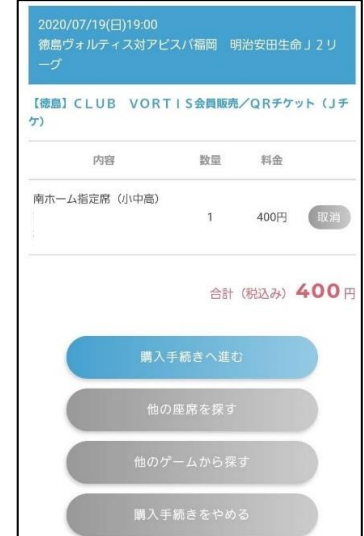 2020/07/19(日)19:00
徳島ヴォルティス対アビスパ福岡　明治安田生命Ｊ２リ
ーグ
【徳島】ＣＬＵＢ　ＶＯＲＴＩＳ会員販売／ＱＲチケット（Ｊチ
ケ）
内容　数量　料金
南ホーム指定席（小中高）
1　400円　取消
合計（税込み）400円
購入手続きへ進む
他の座席を探す
他のゲームから探す
購入手続きをやめる